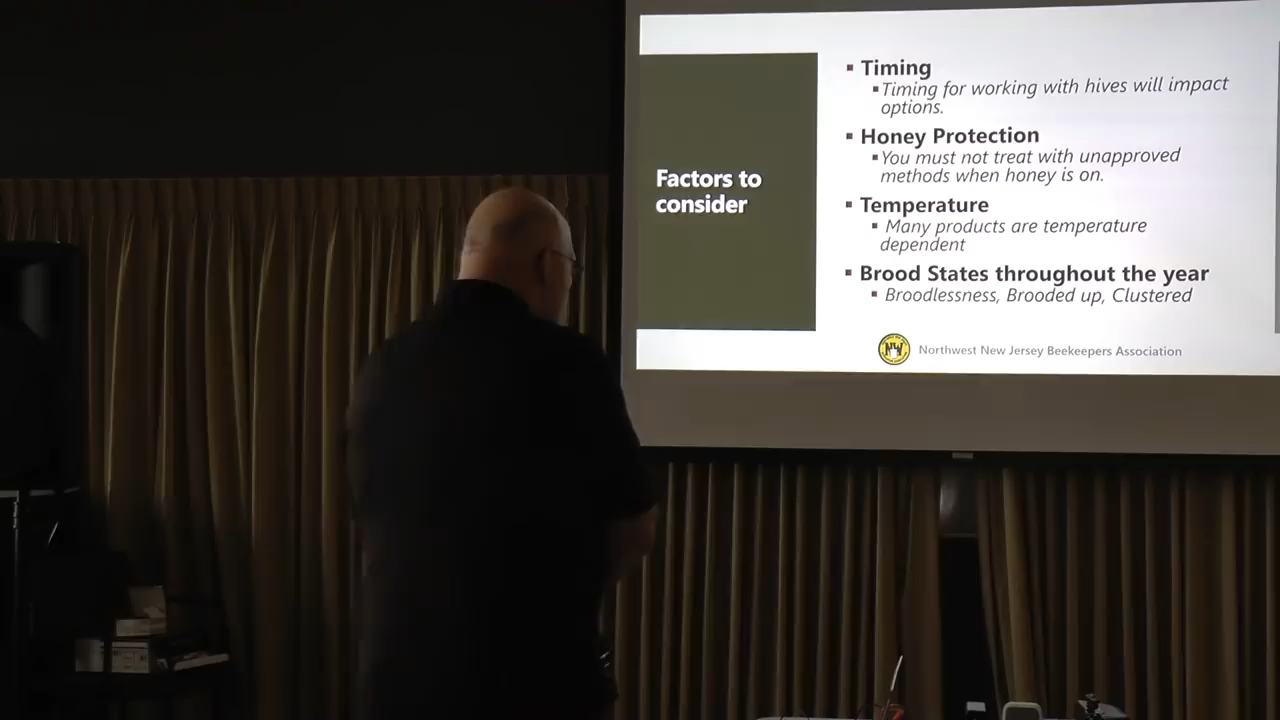 Factors to
consider
Timing
Timing for working with hives will impact
options.
Honey Protection
You must not treat with unapproved
methods when honey is on.
Temperature
Many products are temperature
dependent
Brood States throughout the year
Broodlessness, Brooded up, Clustered
NW
Northwest New Jersey Beekeepers Association